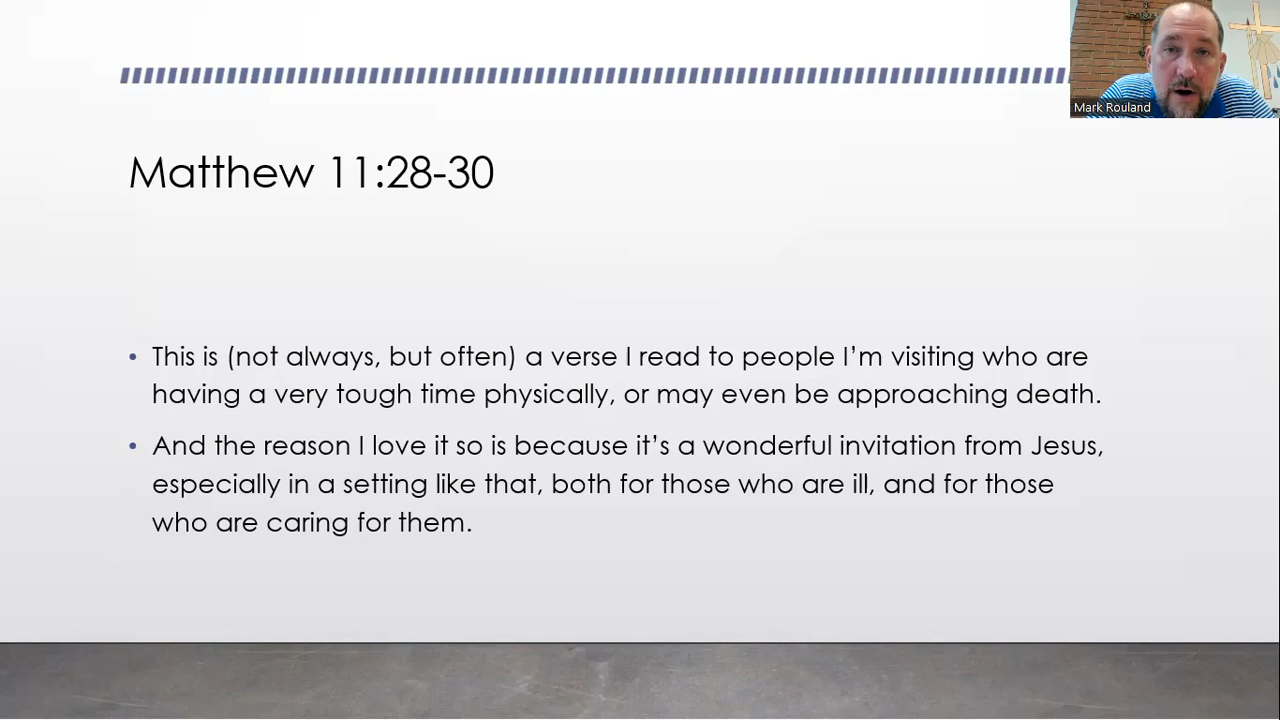 Mark Rouland
Matthew 11:28-30
• This is (not always, but often) a verse I read to people I’m visiting who are
having a very tough time physically, or may even be approaching death.
• And the reason I love it so is because it’s a wonderful invitation from Jesus,
especially in a setting like that, both for those who are ill, and for those
who are caring for them.